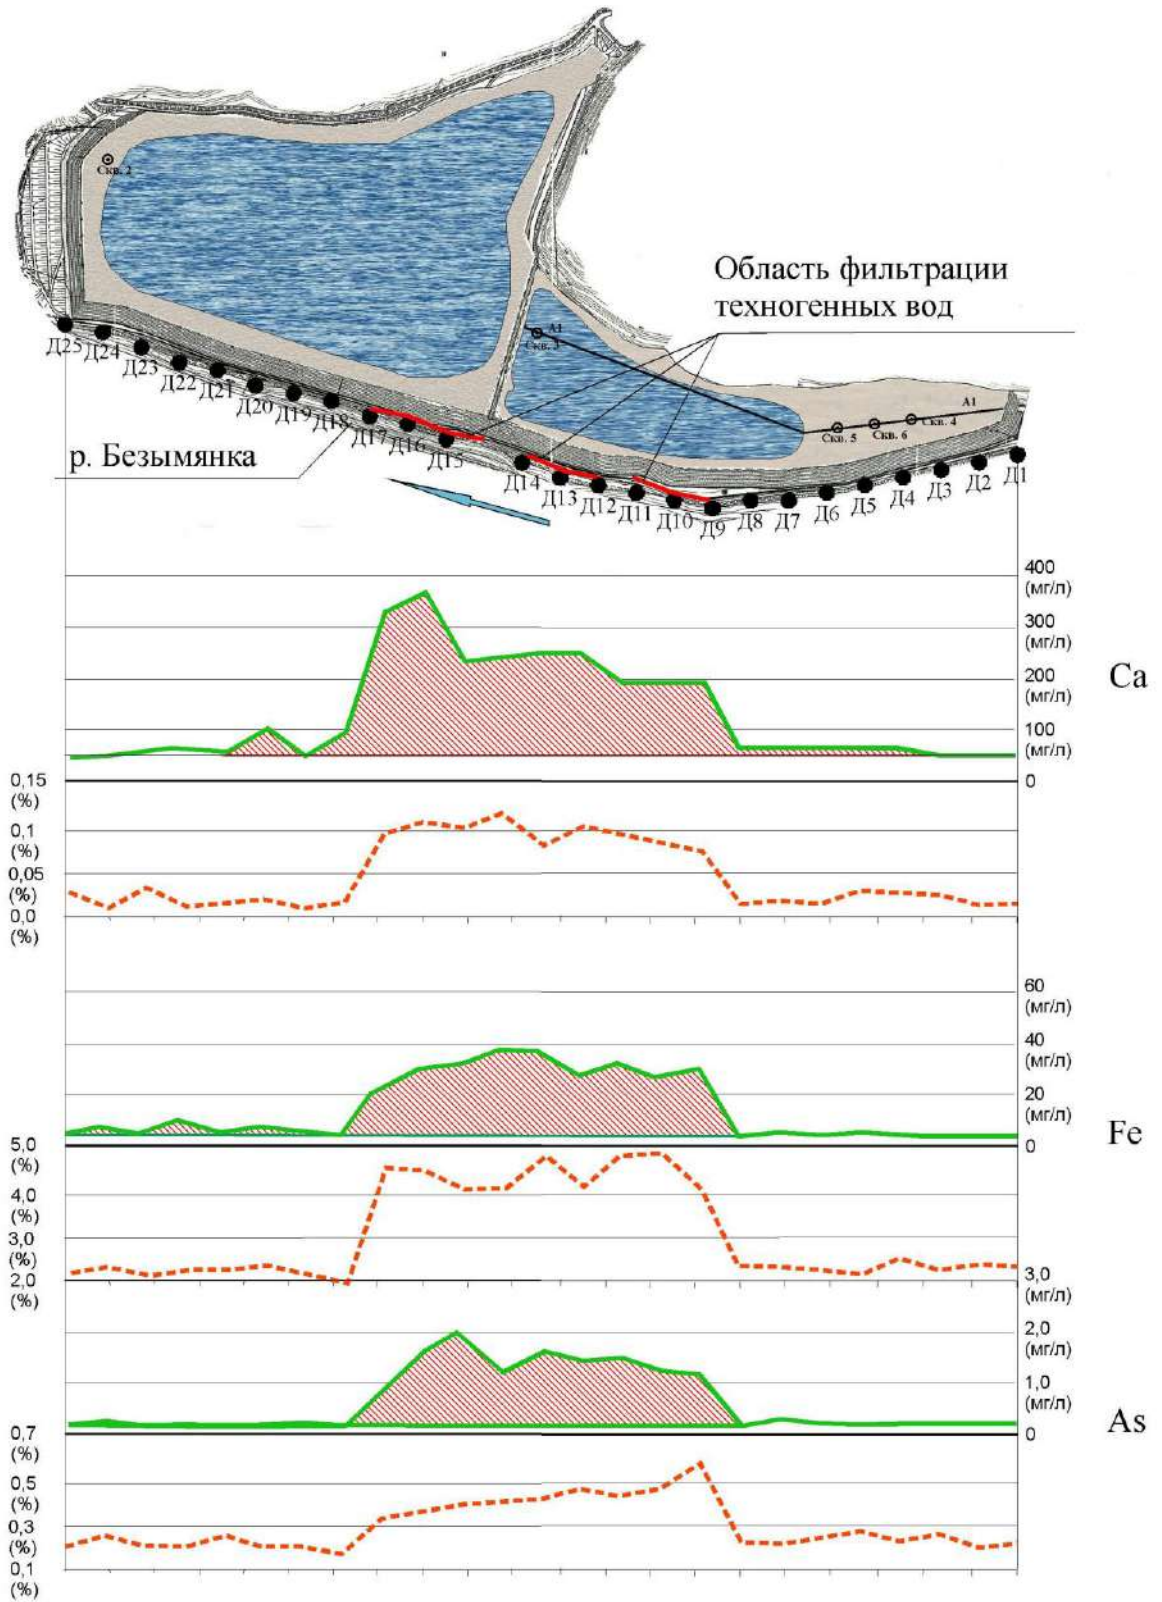 Скв. 2
Область фильтрации
техногенных вод
А1
Скв. 3
А1
Скв. 5
Скв. 6
Скв. 4
Д25
Д24
Д23
Д22
Д21
Д20
Д19
Д18
Д17
Д16
Д15
Д14
Д13
Д12
Д11
Д10
Д9
Д8
Д7
Д6
Д5
Д4
Д3
Д2
Д1
р. Безымянка
400
(мг/л)
300
(мг/л)
200
(мг/л)
100
(мг/л)
0
Ca
0,15
(%)
0,1
(%)
0,05
(%)
0,0
(%)
60
(мг/л)
40
(мг/л)
20
(мг/л)
0
Fe
5,0
(%)
4,0
(%)
3,0
(%)
2,0
(%)
3,0
(мг/л)
2,0
(мг/л)
1,0
(мг/л)
0
As
0,7
(%)
0,5
(%)
0,3
(%)
0,1
(%)